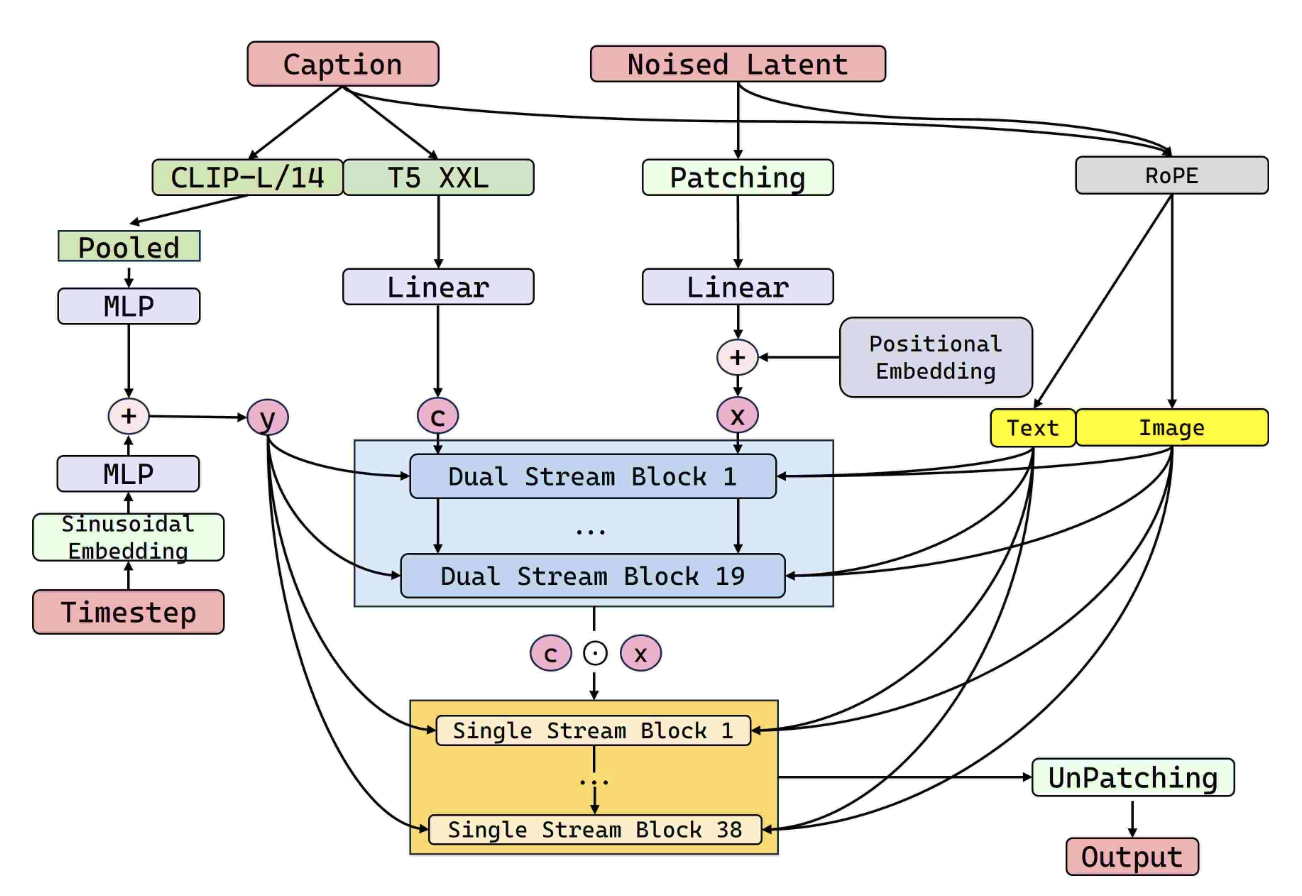 Caption
Noised Latent
CLIP-L/14
T5 XXL
Patching
RoPE
Pooled
Linear
Linear
MLP
Positional
Embedding
+
+
y
c
x
Text
Image
MLP
Dual Stream Block 1
...
Sinusoidal
Embedding
Dual Stream Block 19
Timestep
c ⊙ x
Single Stream Block 1
...
Single Stream Block 38
UnPatching
Output